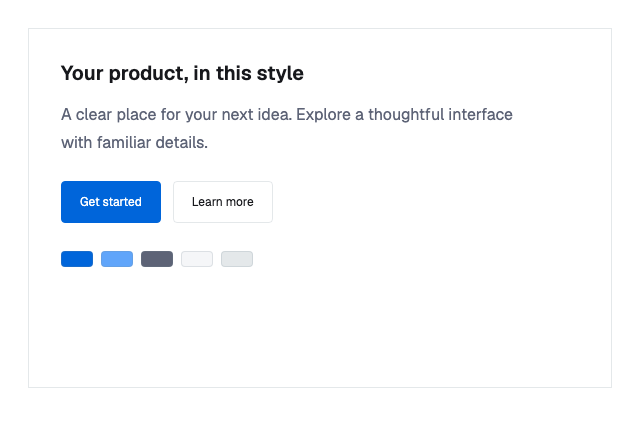 Your product, in this style
A clear place for your next idea. Explore a thoughtful interface
with familiar details.
Get started
Learn more